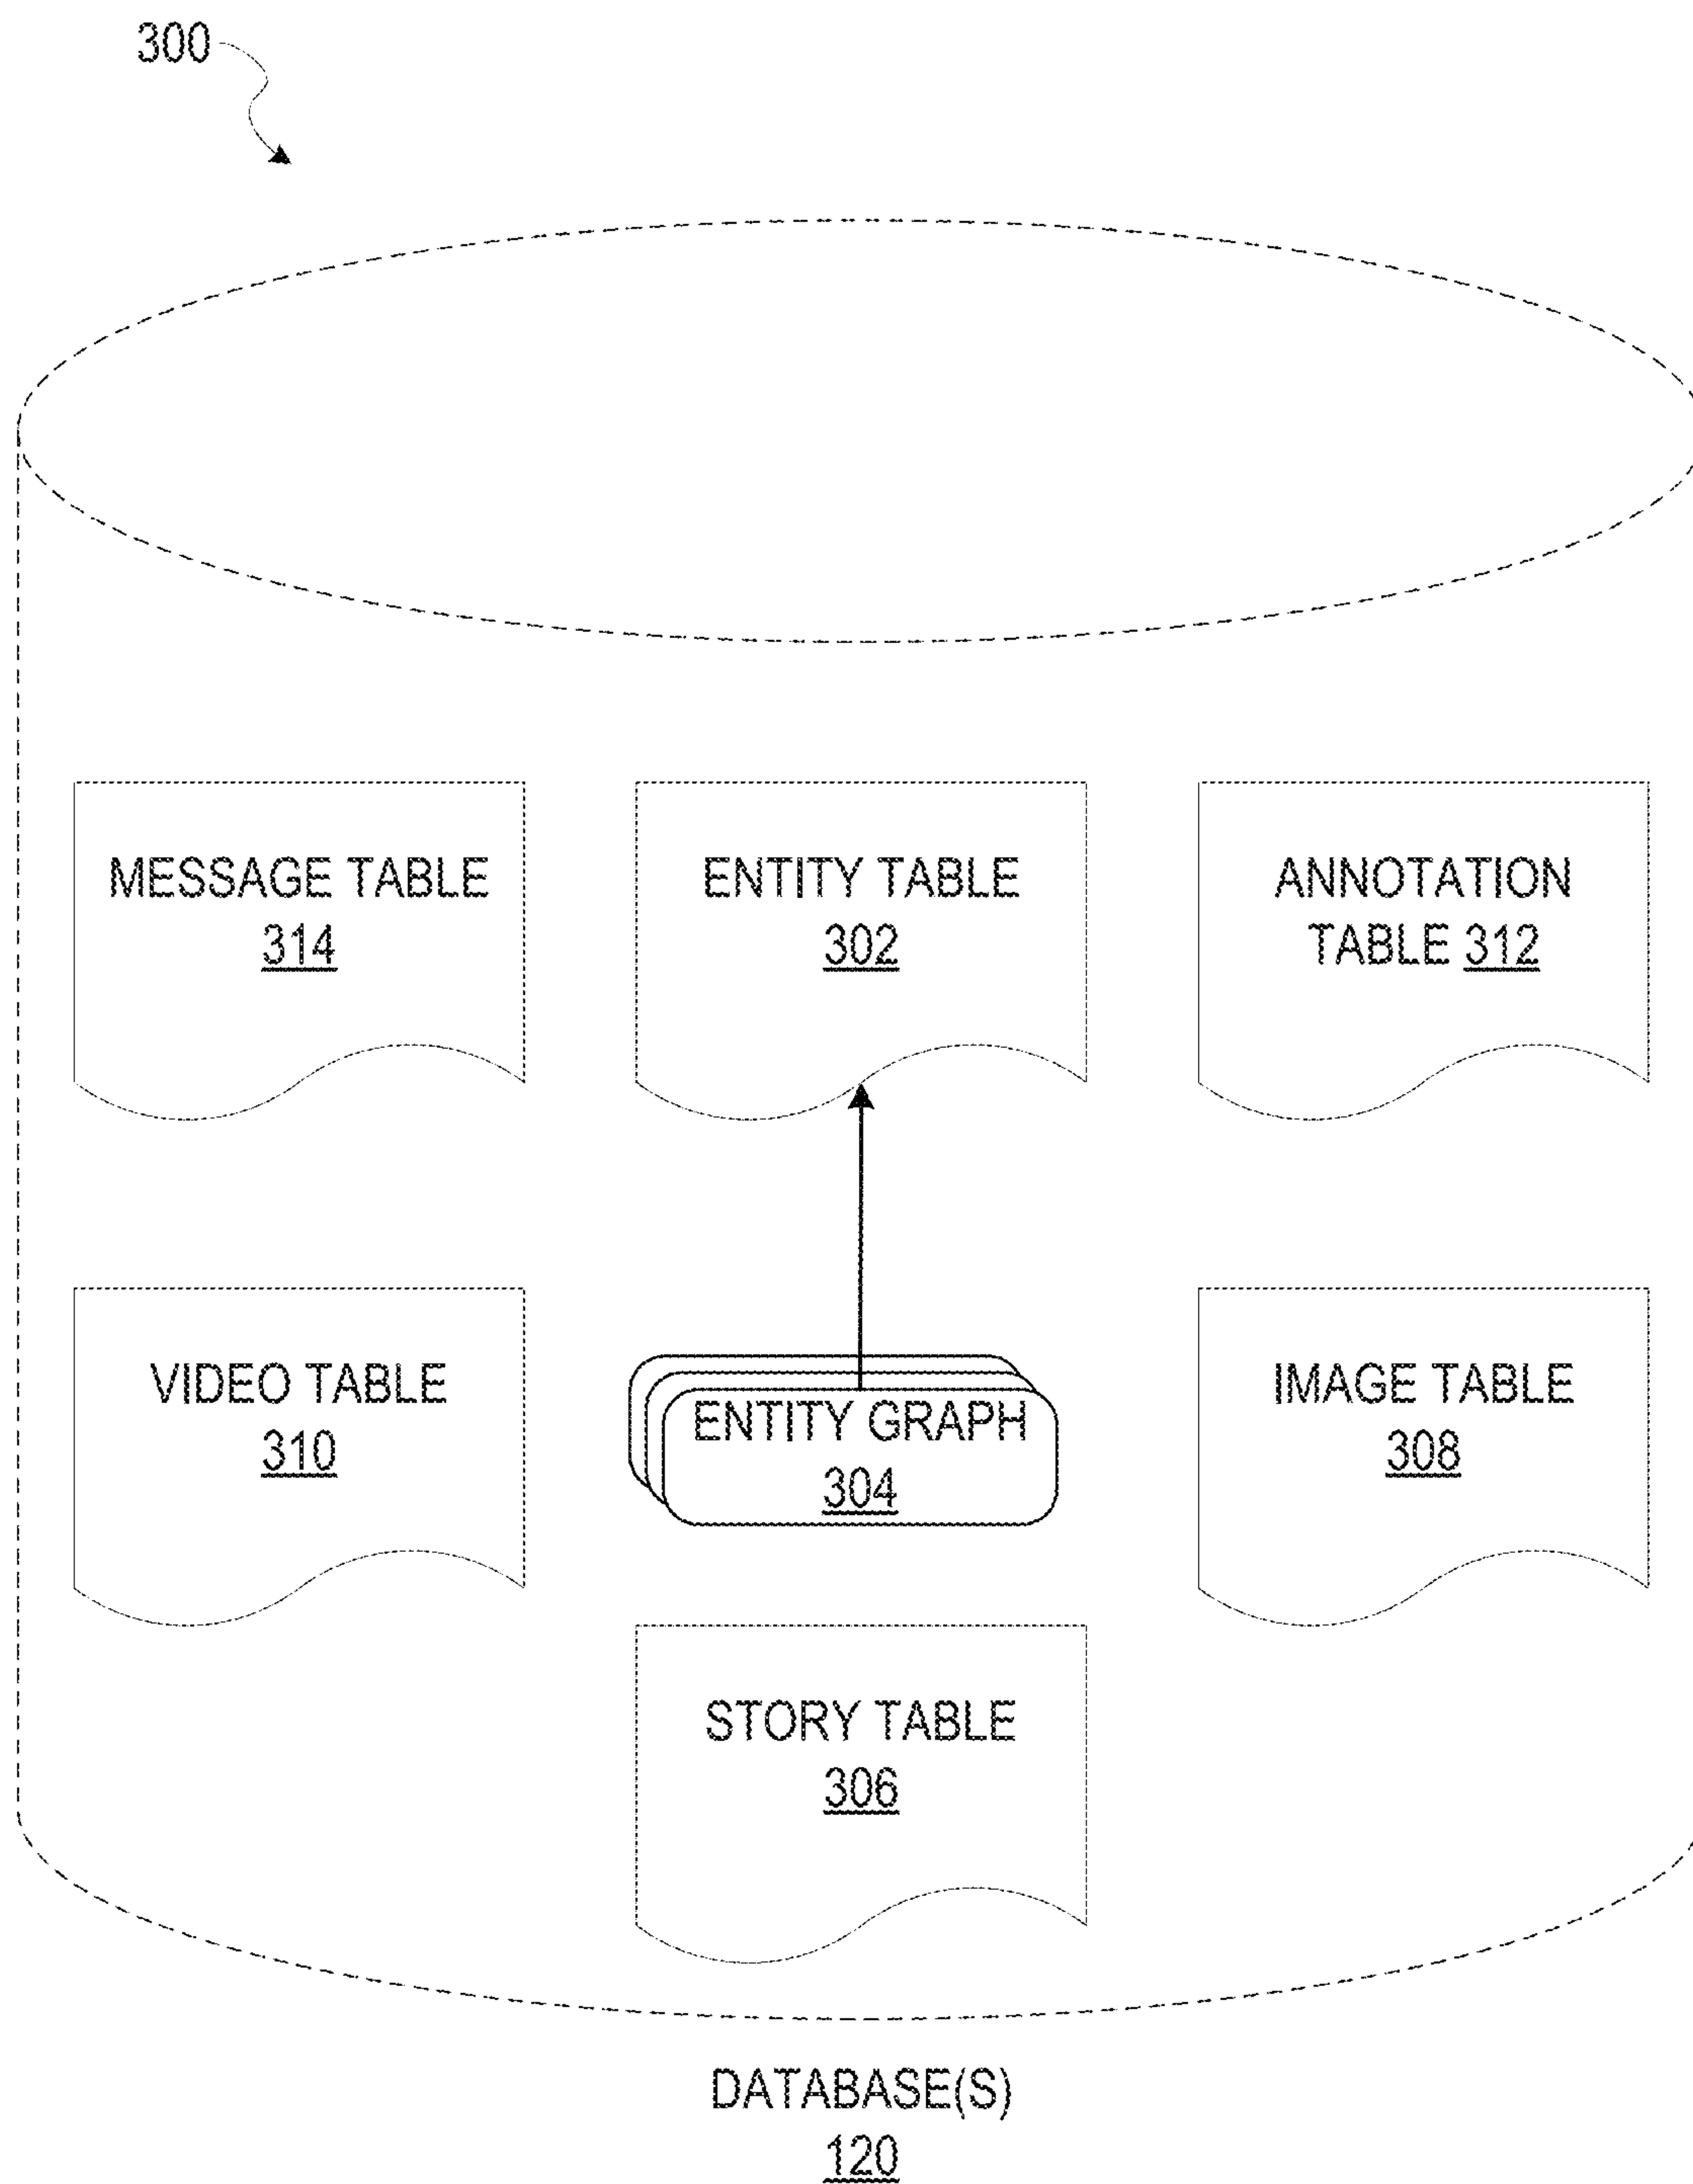 300
MESSAGE TABLE
314
ENTITY TABLE
302
ANNOTATION
TABLE 312
VIDEO TABLE
310
ENTITY GRAPH
304
IMAGE TABLE
308
STORY TABLE
306
DATABASE(S)
120